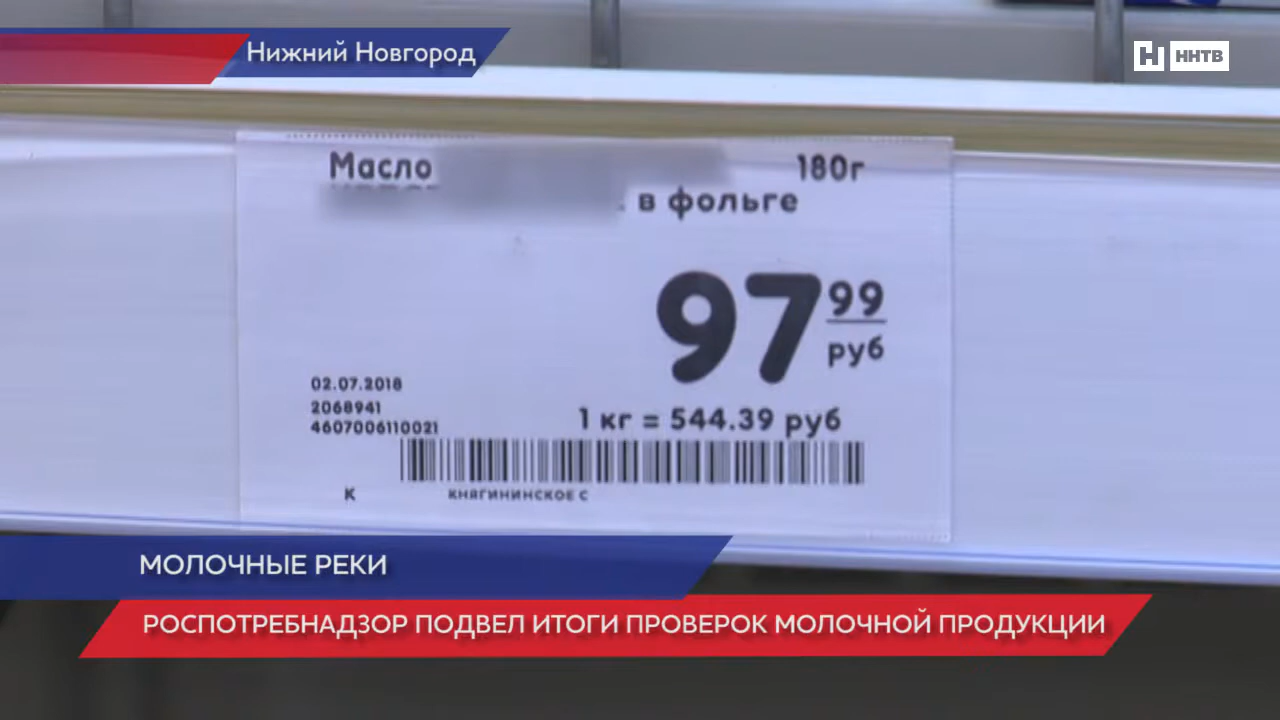 Нижний Новгород
Н ННТВ
Масло 180г
в фольге
97 99
руб
02.07.2018
2068941
4607006110021
1 кг = 544.39 руб
К КНЯГИНИНСКОЕ С
МОЛОЧНЫЕ РЕКИ
РОСПОТРЕБНАДЗОР ПОДВЕЛ ИТОГИ ПРОВЕРОК МОЛОЧНОЙ ПРОДУКЦИИ